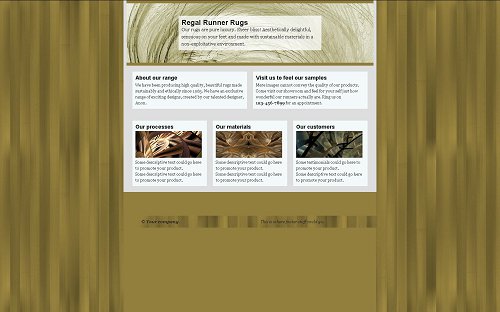 Regal Runner Rugs
Our rugs are pure luxury. Sheer bliss! Aesthetically delightful,
sensuous on your feet and made with sustainable materials in a
non-exploitative environment.
About our range
We have been producing high quality, beautiful rugs made
sustainably and ethically since 1989. We have an exclusive
range of exciting designs, created by our talented designer,
Anon.
Visit us to feel our samples
Mere images cannot convey the quality of our products.
Come visit our showroom and feel for yourself just how
wonderful our runners actually are. Ring us on
123-456-7899 for an appointment.
Our processes
Some descriptive text could go here
to promote your product.
Some descriptive text could go here
to promote your product.
Our materials
Some descriptive text could go here
to promote your product.
Some descriptive text could go here
to promote your product.
Our customers
Some testimonials could go here to
promote your product.
Some descriptive text could go here
to promote your product.
© Your company
This is where footer stuff could go.